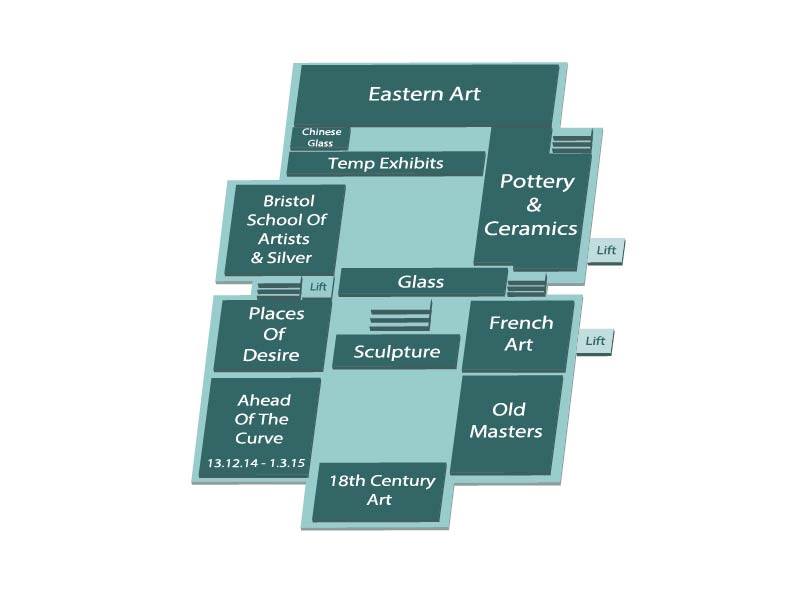 Eastern Art
Chinese
Glass
Temp Exhibits
Pottery
&
Ceramics
Bristol
School Of
Artists
& Silver
Lift
Lift
Glass
Places
Of
Desire
Sculpture
French
Art
Lift
Ahead
Of The
Curve
13.12.14 - 1.3.15
Old
Masters
18th Century
Art